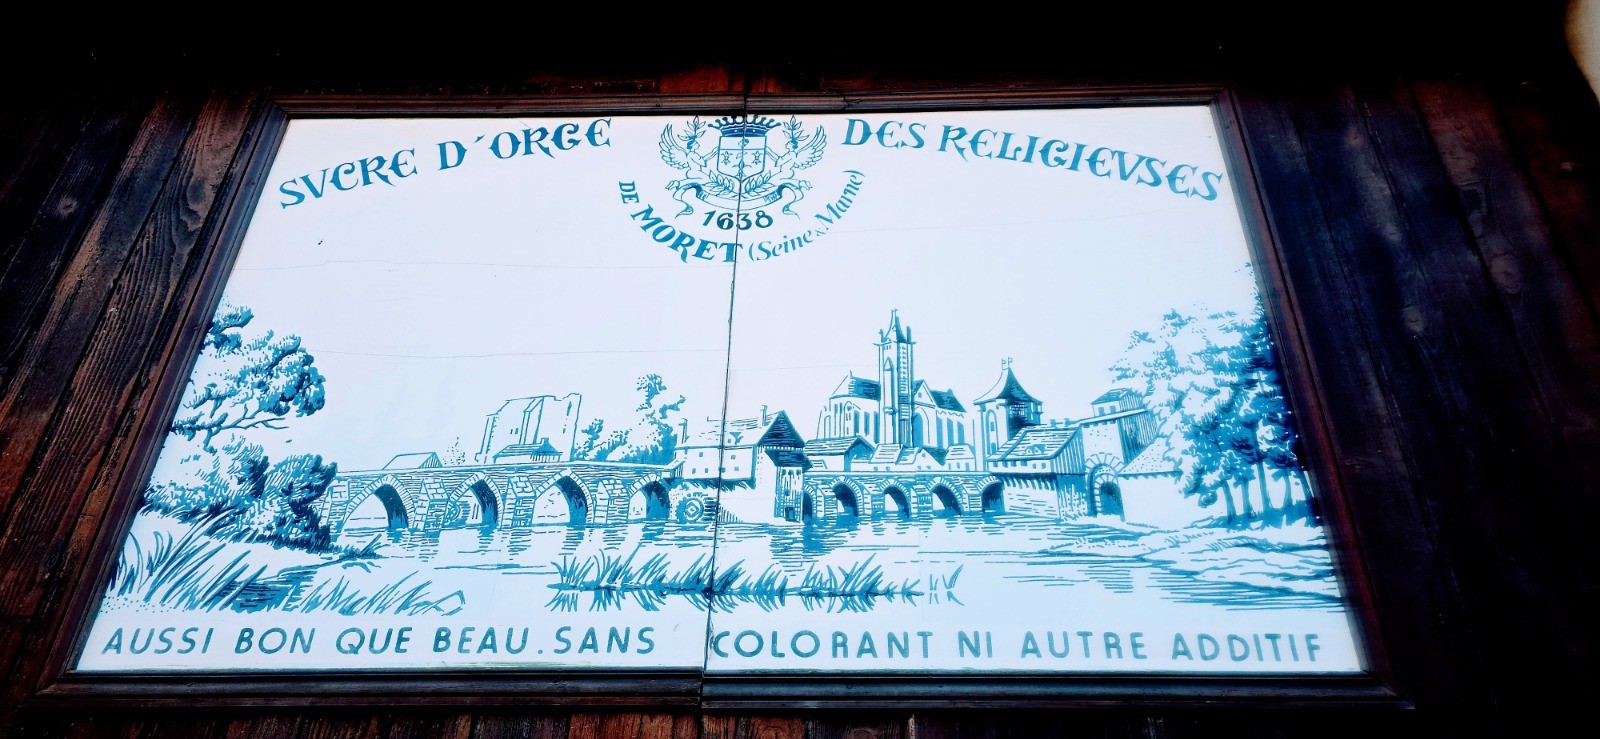 SVCRE D'ORGE DES RELIGIEVSES
1638
DE MORET (Seine & Marne)
AUSSI BON QUE BEAU. SANS COLORANT NI AUTRE ADDITIF